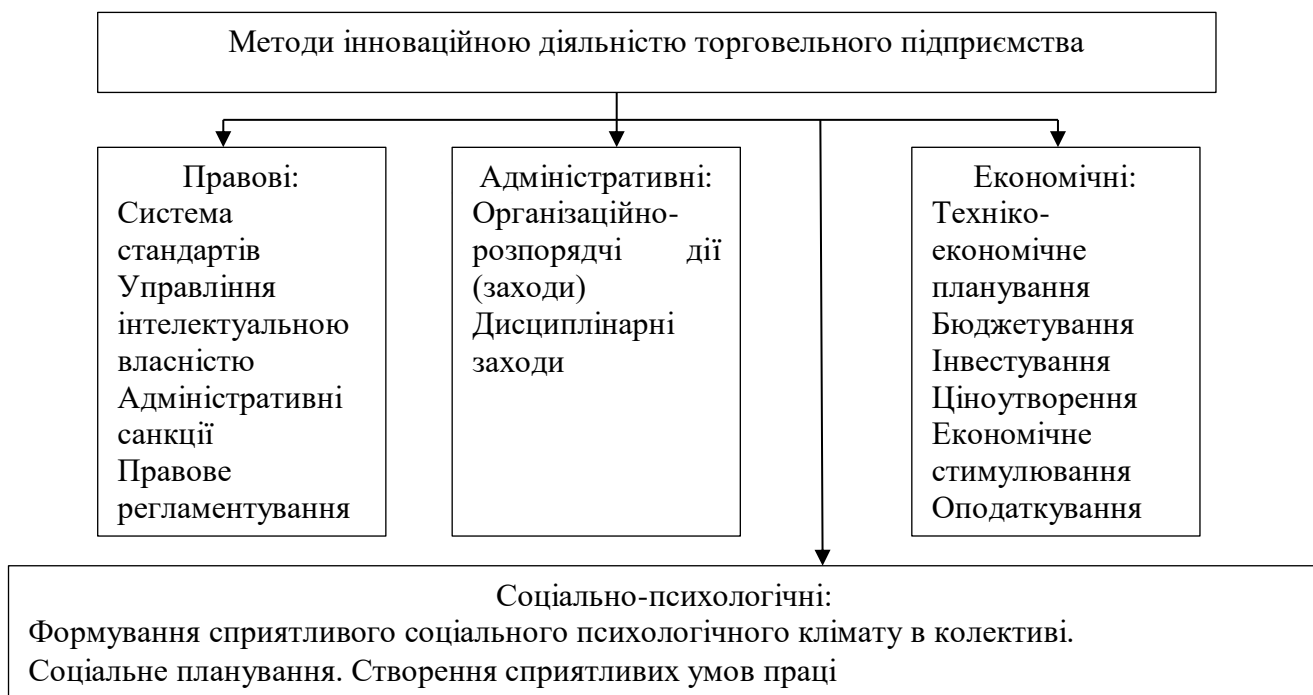 Методи інноваційною діяльністю торговельного підприємства
Правові:
Система
стандартів
Управління
інтелектуальною
власністю
Адміністративні
санкції
Правове
регламентування
Адміністративні:
Організаційно-
розпорядчі дії
(заходи)
Дисциплінарні
заходи
Економічні:
Техніко-
економічне
планування
Бюджетування
Інвестування
Ціноутворення
Економічне
стимулювання
Оподаткування
Соціально-психологічні:
Формування сприятливого соціального психологічного клімату в колективі.
Соціальне планування. Створення сприятливих умов праці